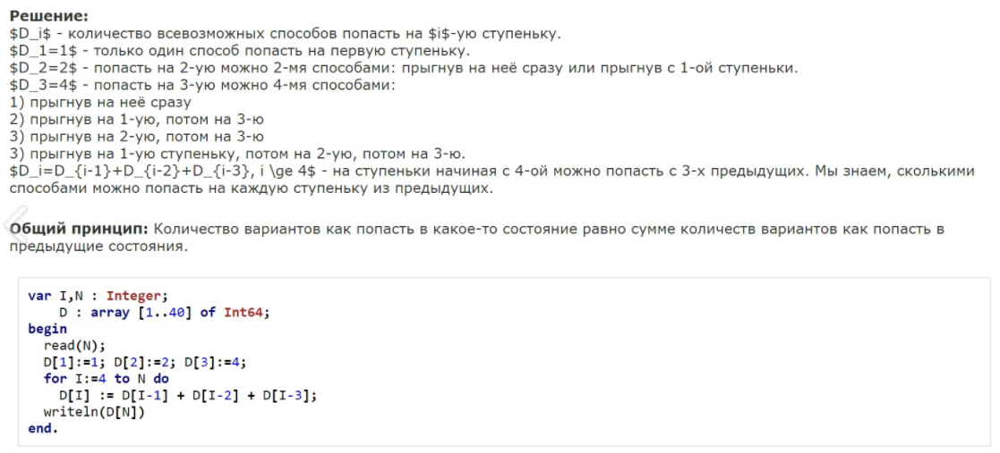 Решение:
$D_i$ - количество всевозможных способов попасть на $i$-ую ступеньку.
$D_1=1$ - только один способ попасть на первую ступеньку.
$D_2=2$ - попасть на 2-ую можно 2-мя способами: прыгнув на неё сразу или прыгнув с 1-ой ступеньки.
$D_3=4$ - попасть на 3-ую можно 4-мя способами:
1) прыгнув на неё сразу
2) прыгнув на 1-ую, потом на 3-ю
3) прыгнув на 2-ую, потом на 3-ю
3) прыгнув на 1-ую ступеньку, потом на 2-ую, потом на 3-ю.
$D_i=D_{i-1}+D_{i-2}+D_{i-3}, i \ge 4$ - на ступеньки начиная с 4-ой можно попасть с 3-х предыдущих. Мы знаем, сколькими
способами можно попасть на каждую ступеньку из предыдущих.
Общий принцип: Количество вариантов как попасть в какое-то состояние равно сумме количеств вариантов как попасть в
предыдущие состояния.
var I,N : Integer;
D : array [1..40] of Int64;
begin
read(N);
D[1]:=1; D[2]:=2; D[3]:=4;
for I:=4 to N do
D[I] := D[I-1] + D[I-2] + D[I-3];
writeln(D[N])
end.